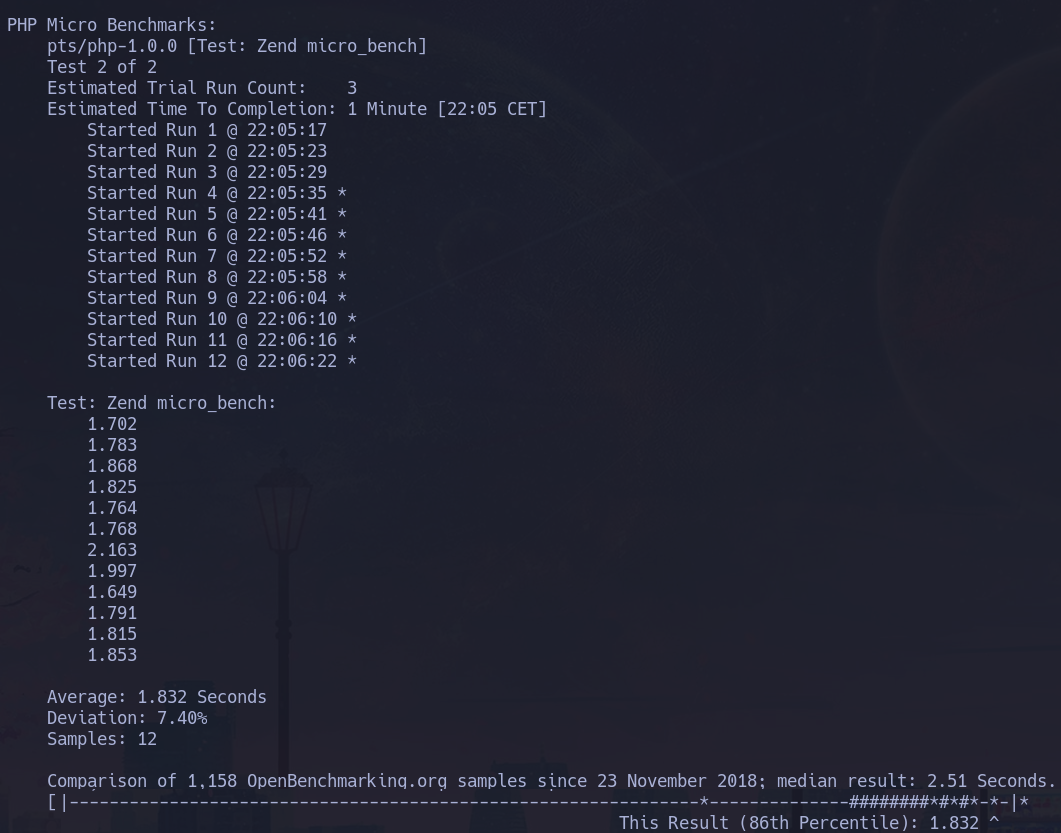 PHP Micro Benchmarks:
    pts/php-1.0.0 [Test: Zend micro_bench]
    Test 2 of 2
    Estimated Trial Run Count:    3
    Estimated Time To Completion: 1 Minute [22:05 CET]
        Started Run 1 @ 22:05:17
        Started Run 2 @ 22:05:23
        Started Run 3 @ 22:05:29
        Started Run 4 @ 22:05:35 *
        Started Run 5 @ 22:05:41 *
        Started Run 6 @ 22:05:46 *
        Started Run 7 @ 22:05:52 *
        Started Run 8 @ 22:05:58 *
        Started Run 9 @ 22:06:04 *
        Started Run 10 @ 22:06:10 *
        Started Run 11 @ 22:06:16 *
        Started Run 12 @ 22:06:22 *

    Test: Zend micro_bench:
        1.702
        1.783
        1.868
        1.825
        1.764
        1.768
        2.163
        1.997
        1.649
        1.791
        1.815
        1.853

    Average: 1.832 Seconds
    Deviation: 7.40%
    Samples: 12

    Comparison of 1,158 OpenBenchmarking.org samples since 23 November 2018; median result: 2.51 Seconds.
    [|---------------------------------------------------------------*--------------########*#*#*-*-|*
                                                             This Result (86th Percentile): 1.832 ^